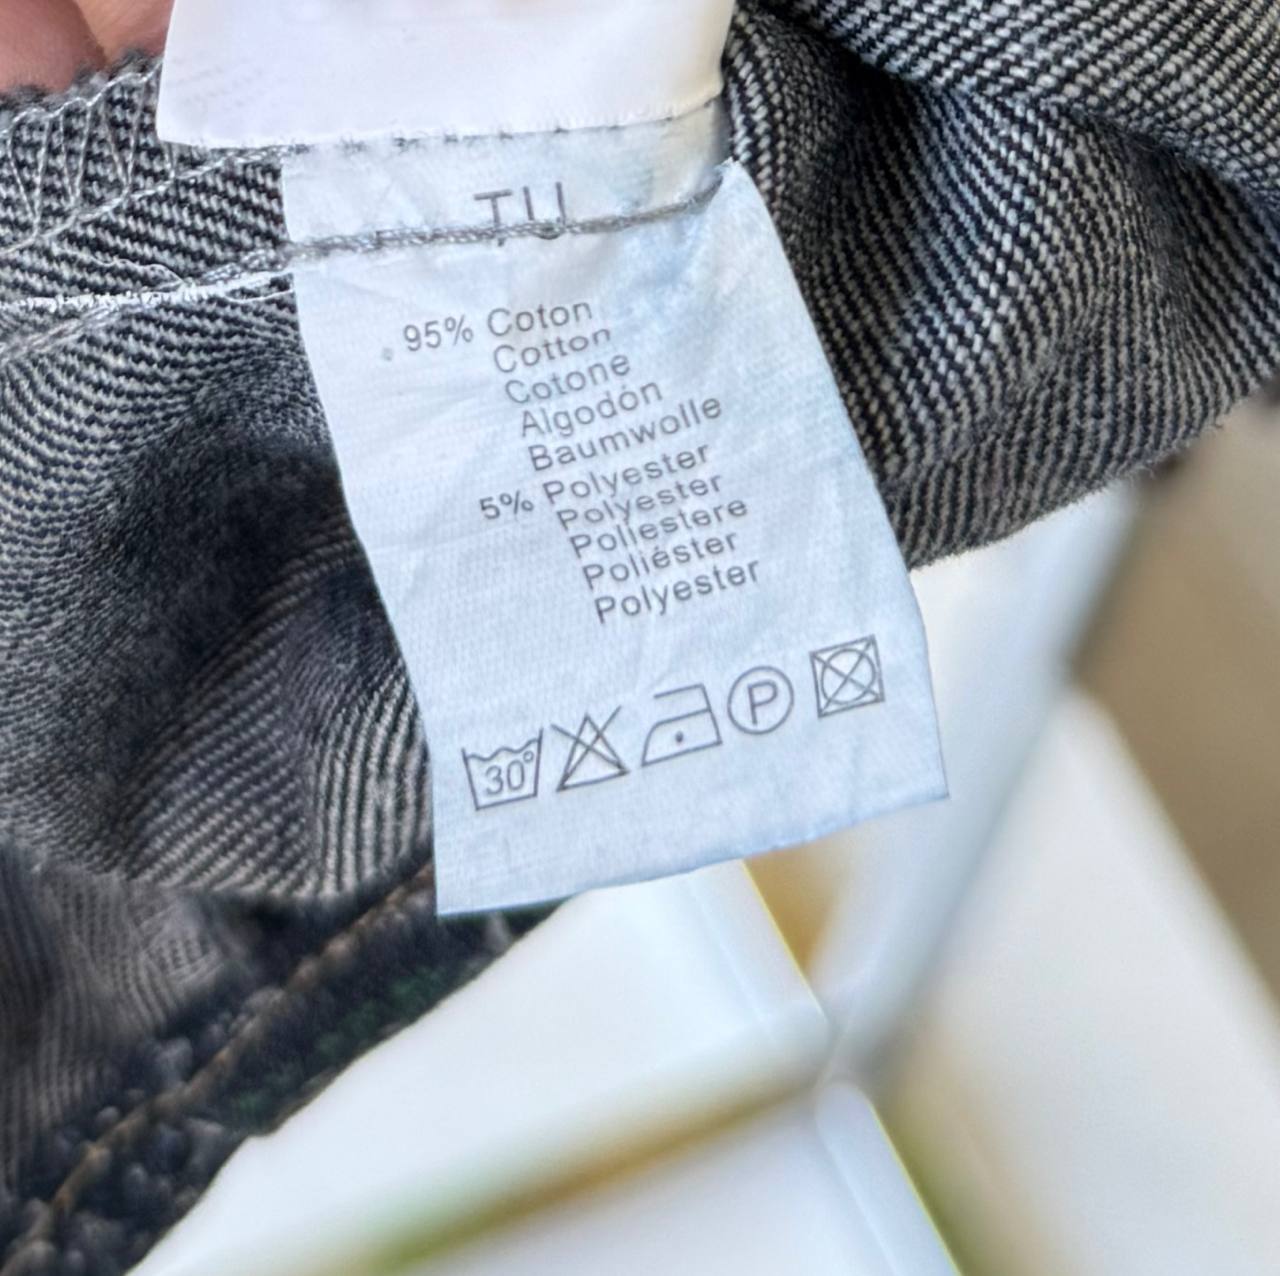 TU
95% Coton
Cotton
Cotone
Algodón
Baumwolle
5% Polyester
Polyester
Poliestere
Poliéster
Polyester
30°
P